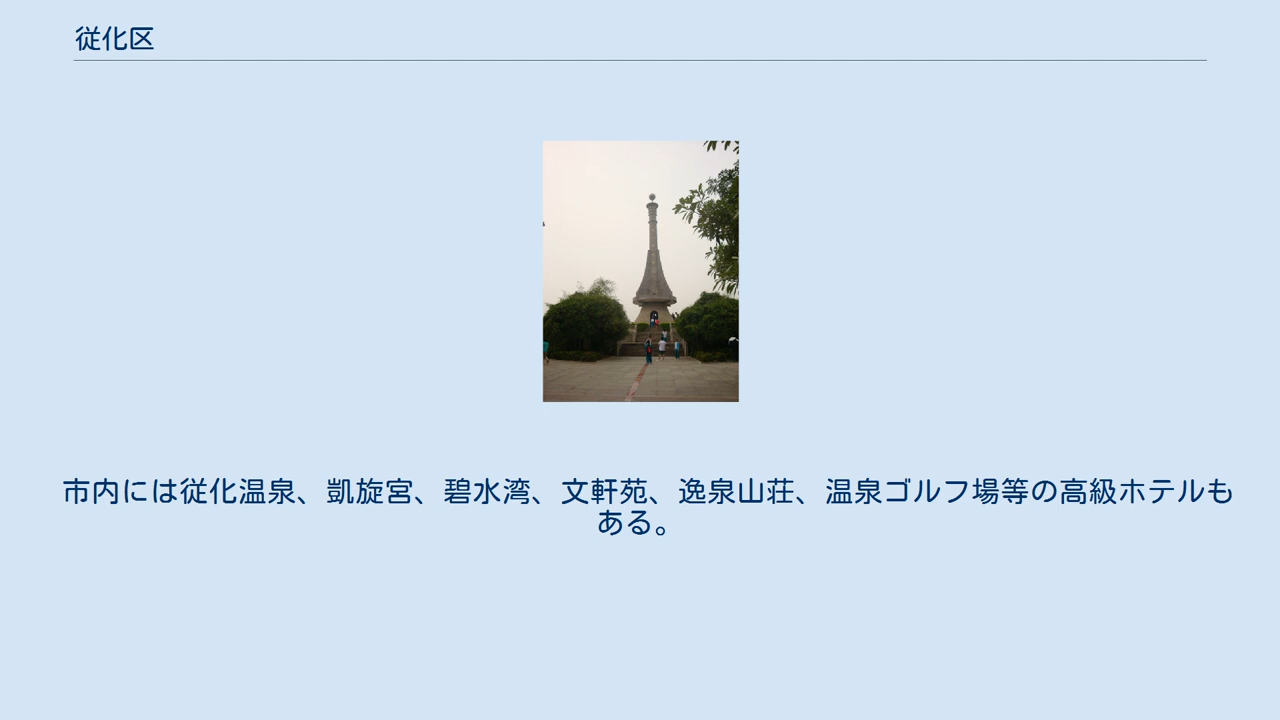 従化区
市内には従化温泉、凱旋宮、碧水湾、文軒苑、逸泉山荘、温泉ゴルフ場等の高級ホテルも
ある。